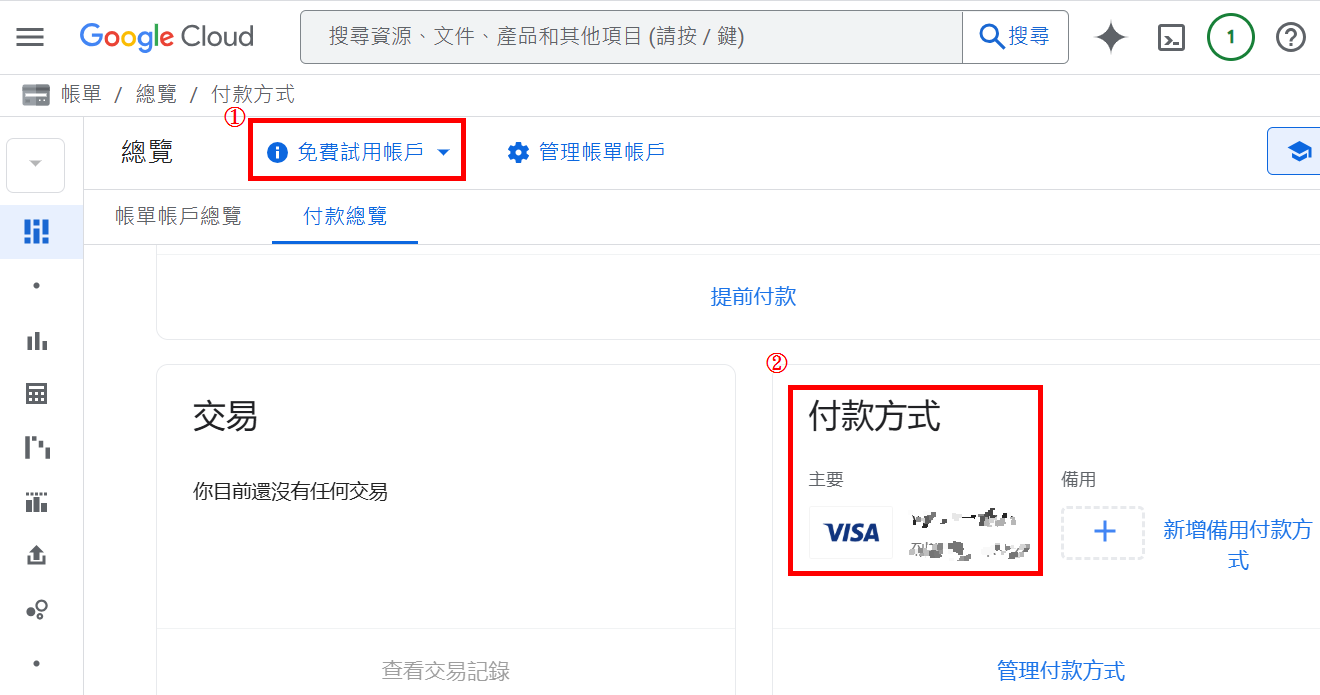 Google Cloud
搜尋資源、文件、產品和其他項目 (請按 / 鍵)
搜尋
1
帳單 / 總覽 / 付款方式
①
總覽
免費試用帳戶
管理帳單帳戶
帳單帳戶總覽
付款總覽
提前付款
交易
你目前還沒有任何交易
查看交易記錄
②
付款方式
主要
VISA
備用
新增備用付款方
式
管理付款方式